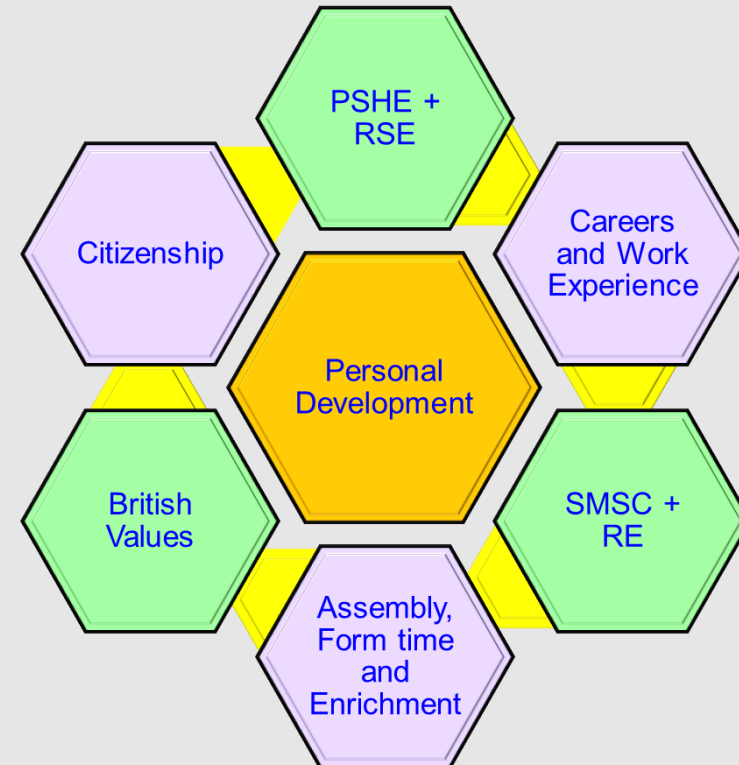 PSHE +
RSE
Citizenship
Careers
and Work
Experience
Personal
Development
British
Values
SMSC +
RE
Assembly,
Form time
and
Enrichment